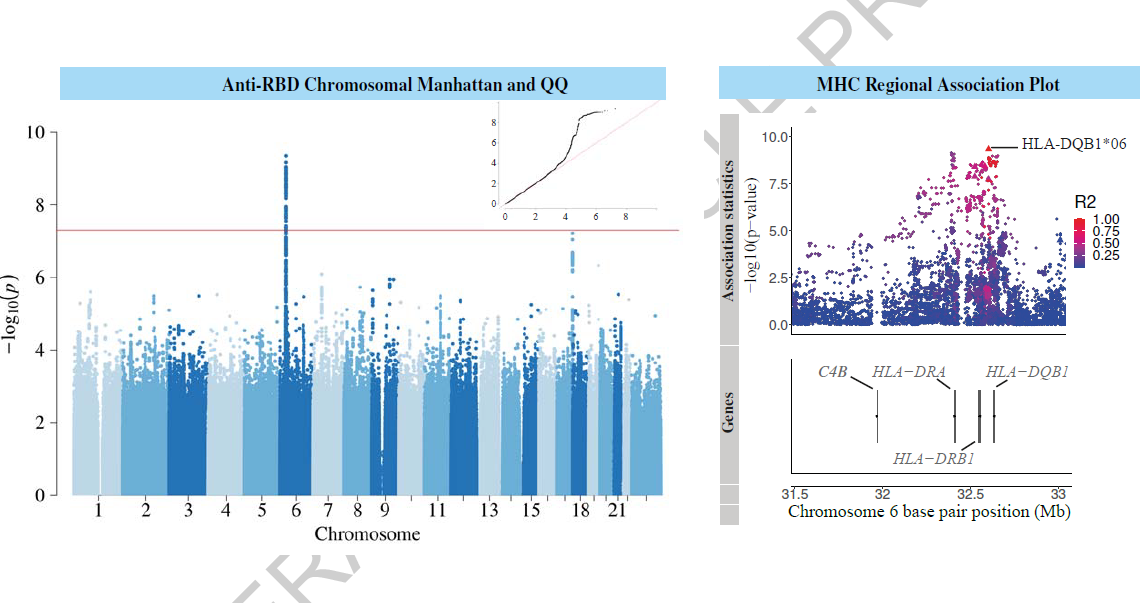 Anti-RBD Chromosomal Manhattan and QQ
10
8
6
4
2
0
−log10(p)
8
6
4
2
0
0 2 4 6 8
1 2 3 4 5 6 7 8 9 11 13 15 18 21
Chromosome
MHC Regional Association Plot
Association statistics
−log10(p−value)
10.0
7.5
5.0
2.5
0.0
HLA-DQB1*06
R2
1.00
0.75
0.50
0.25
Genes
C4B HLA−DRA HLA−DQB1
HLA−DRB1
31.5 32 32.5 33
Chromosome 6 base pair position (Mb)